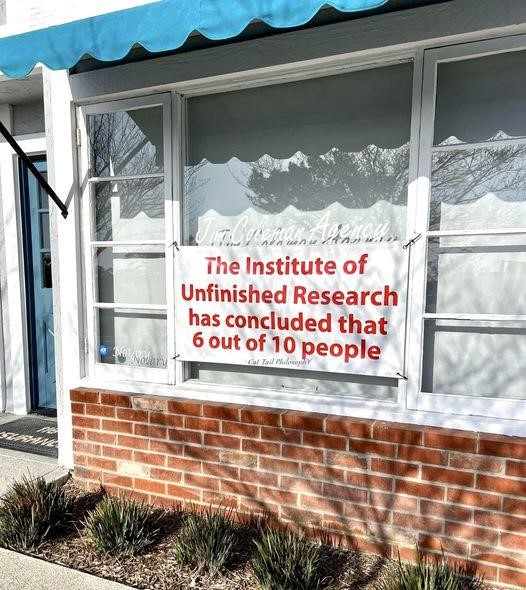 Jim Coleman Agency
The Institute of
Unfinished Research
has concluded that
6 out of 10 people
Cat Tail Philosophy
Notary